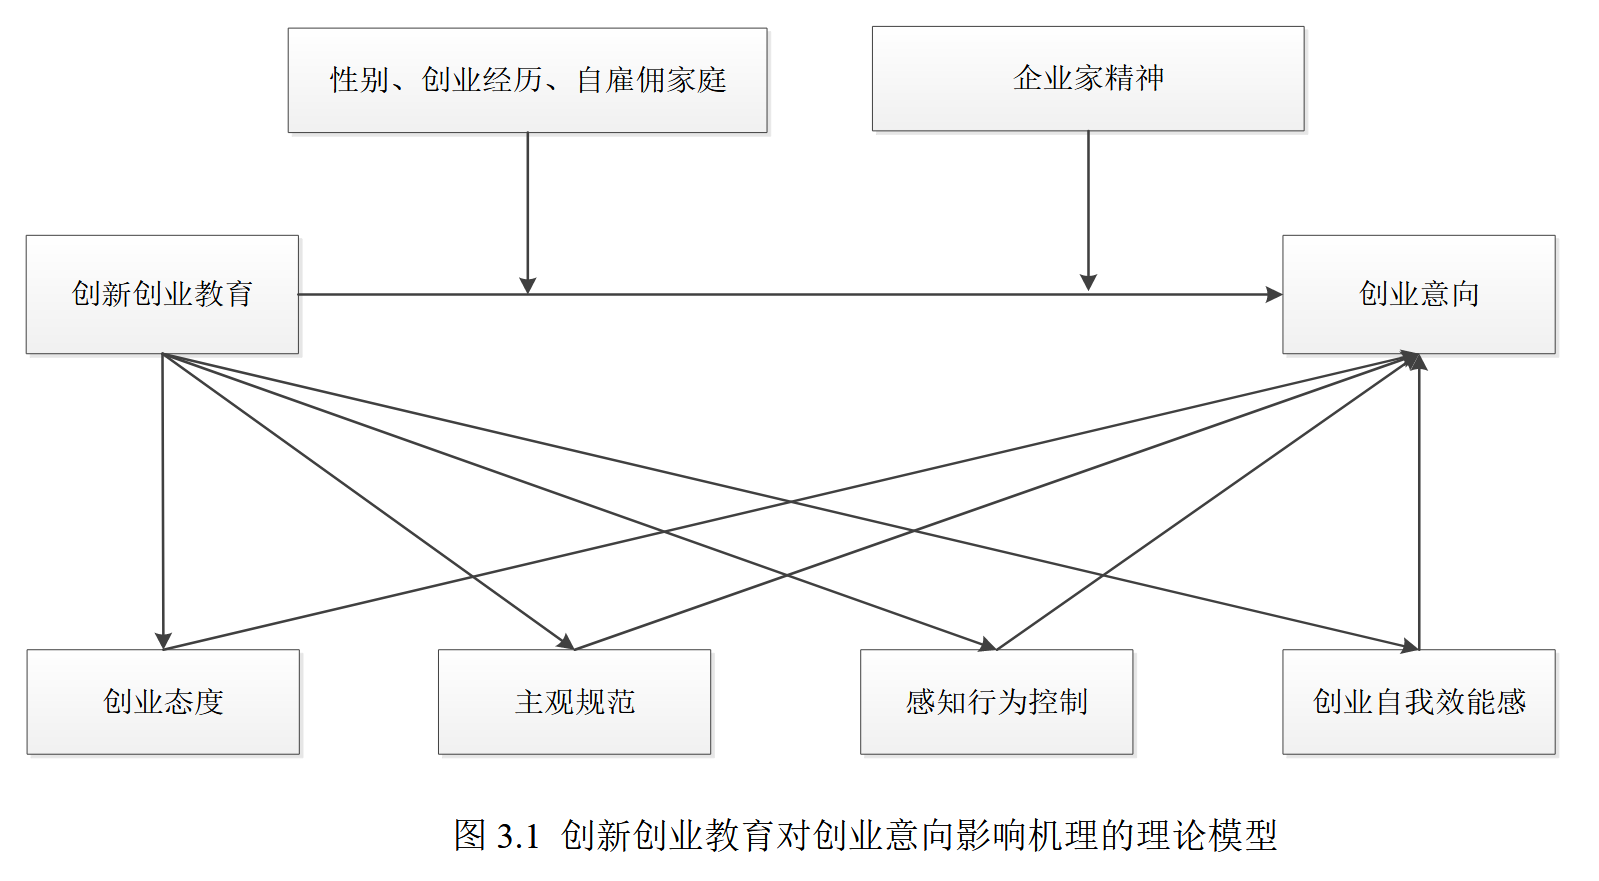 性别、创业经历、自雇佣家庭
企业家精神
创新创业教育
创业意向
创业态度
主观规范
感知行为控制
创业自我效能感
图 3.1 创新创业教育对创业意向影响机理的理论模型